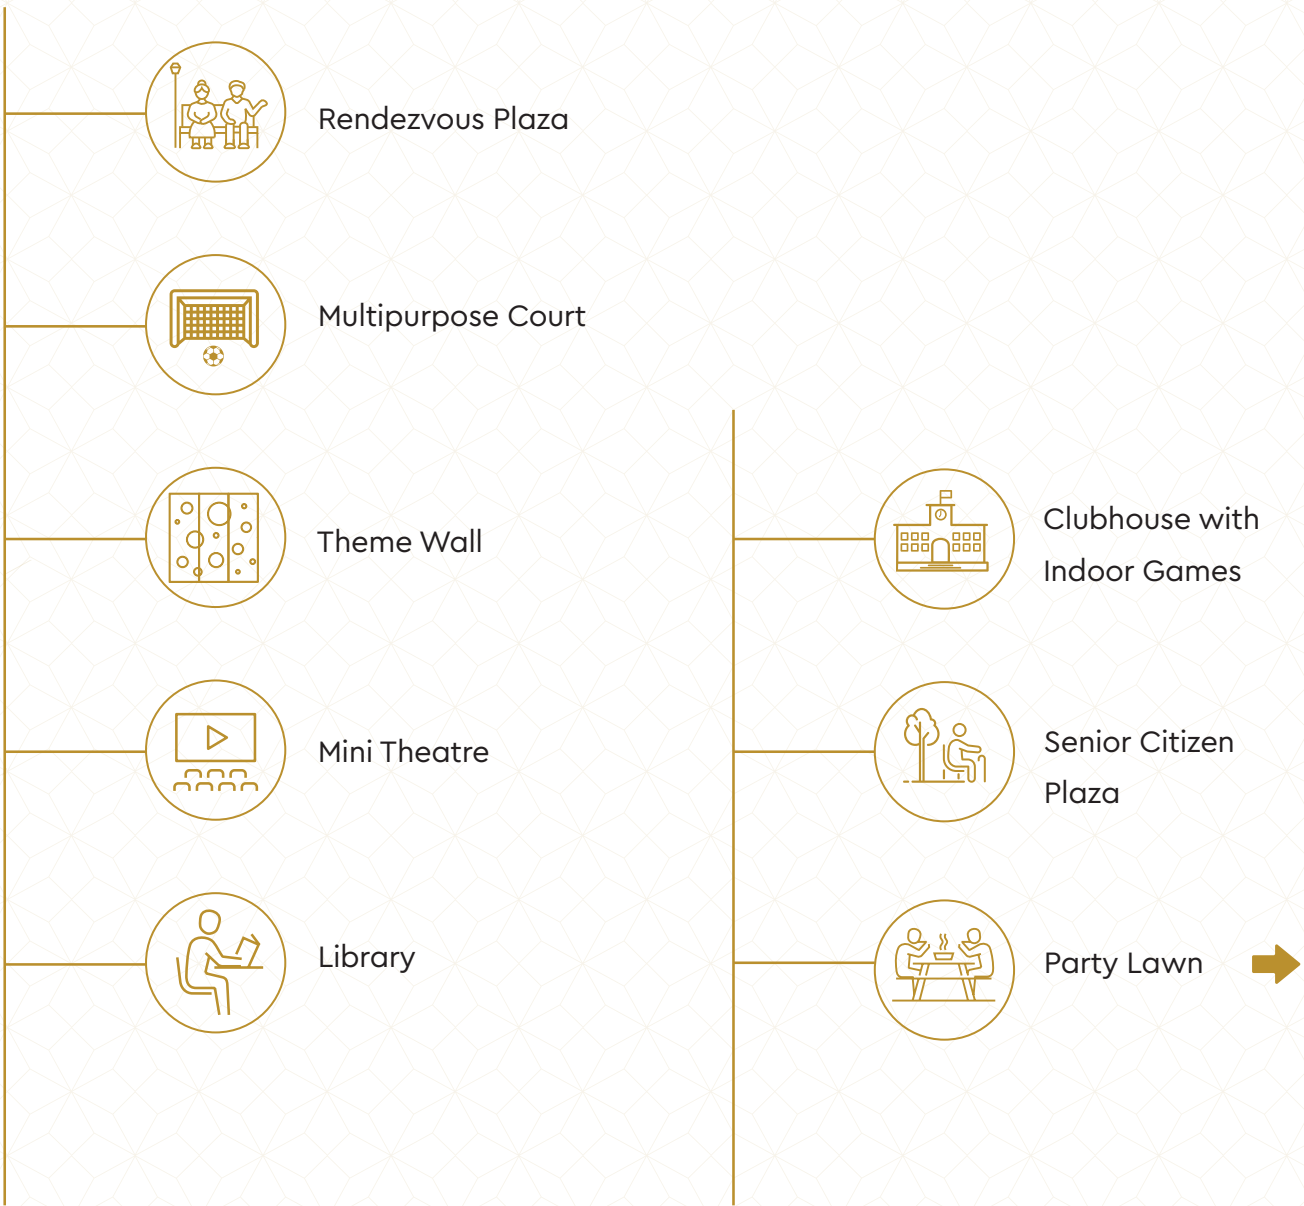 Rendezvous Plaza
Multipurpose Court
Theme Wall
Mini Theatre
Library
Clubhouse with
Indoor Games
Senior Citizen
Plaza
Party Lawn